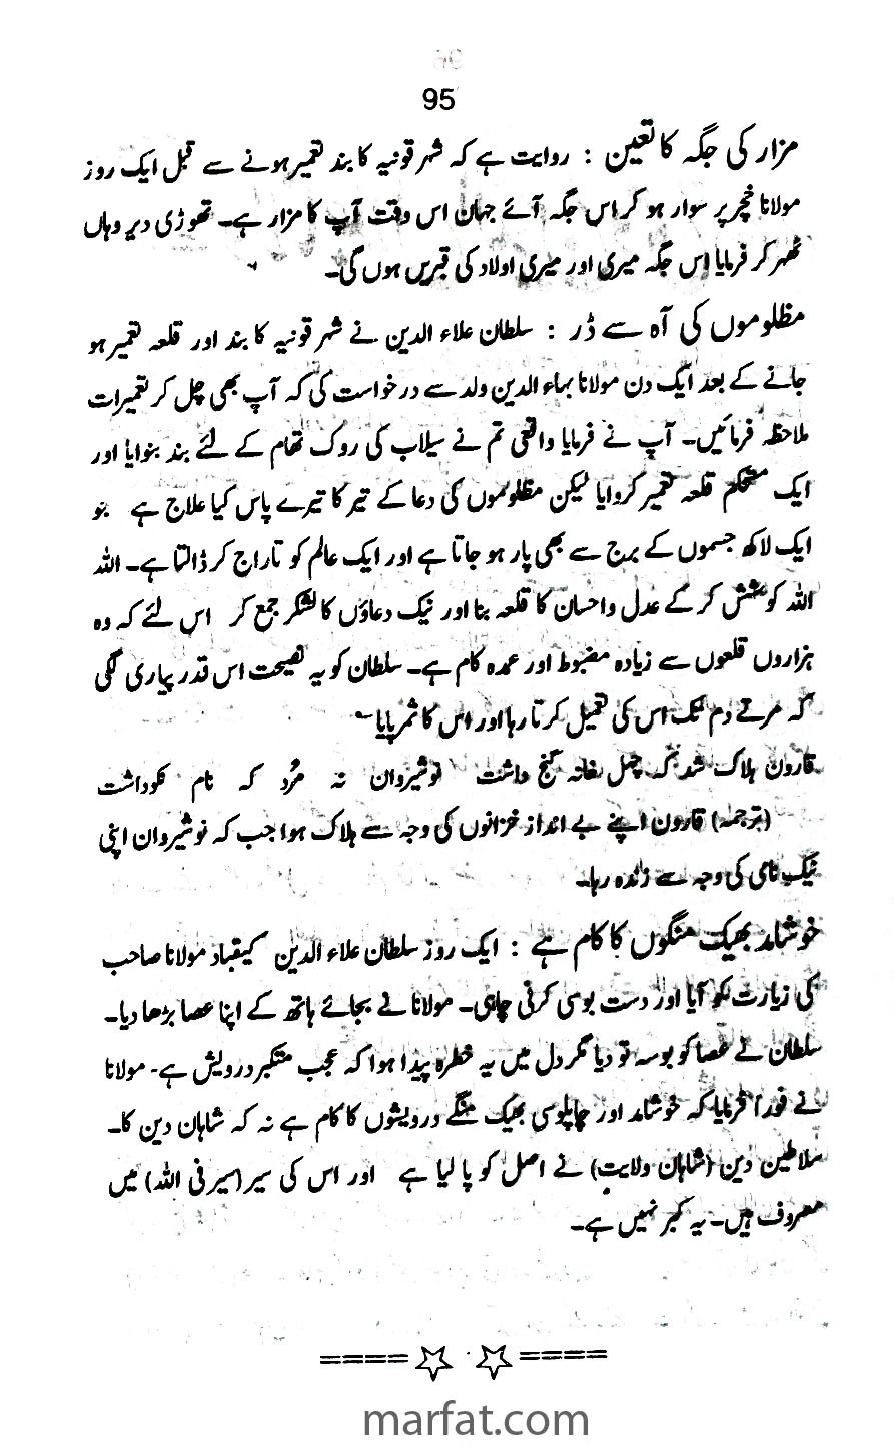 95
مزار کی جگہ کا تعین : روایت ہے کہ شہر قونیہ کا بند تعمیر ہونے سے قبل ایک روز
مولانا خچر پر سوار ہو کر اس جگہ آئے جہان اس وقت آپ کا مزار ہے۔ تھوڑی دیر وہاں
ٹھہر کر فرمایا اس جگہ میری اور میری اولاد کی قبریں ہوں گی۔
مظلوموں کی آہ سے ڈر : سلطان علاء الدین نے شہر قونیہ کا بند اور قلعہ تعمیر ہو
جانے کے بعد ایک دن مولانا بہاء الدین ولد سے درخواست کی کہ آپ بھی چل کر تعمیرات
ملاحظہ فرمائیں۔ آپ نے فرمایا واقعی تم نے سیلاب کی روک تھام کے لئے بند بنوایا اور
ایک مستحکم قلعہ تعمیر کروایا لیکن مظلوموں کی دعا کے تیر کا تیرے پاس کیا علاج ہے جو
ایک لاکھ جسموں کے برج سے بھی پار ہو جاتا ہے اور ایک عالم کو تاراج کر ڈالتا ہے۔ اللہ
اللہ کوشش کر کے عدل و احسان کا قلعہ بنا اور نیک دعاؤں کا لشکر جمع کر اس لئے کہ وہ
ہزاروں قلعوں سے زیادہ مضبوط اور عمدہ کام ہے۔ سلطان کو یہ نصیحت اس قدر پیاری لگی
کہ مرتے دم تک اس کی تعمیل کرتا رہا اور اس کا ثمر پایا۔
قارون ہلاک شد کہ چہل خانہ گنج داشت نوشیروان نہ مُرد کہ نام نکو داشت
(ترجمہ) قارون اپنے بے انداز خزانوں کی وجہ سے ہلاک ہوا جب کہ نوشیروان اپنی
نیک نامی کی وجہ سے زندہ رہا۔
خوشامد بھیک منگوں کا کام ہے : ایک روز سلطان علاء الدین کیقباد مولانا صاحب
کی زیارت کو آیا اور دست بوسی کرنی چاہی۔ مولانا نے بجائے ہاتھ کے اپنا عصا بڑھا دیا۔
سلطان نے عصا کو بوسہ تو دیا مگر دل میں یہ خطرہ پیدا ہوا کہ عجب متکبر درویش ہے۔ مولانا
نے فوراً فرمایا کہ خوشامد اور چاپلوسی بھیک منگے درویشوں کا کام ہے نہ کہ شاہان دین کا۔
سلاطین دین (شاہان ولایت) نے اصل کو پا لیا ہے اور اس کی سیر (سیر فی اللہ) میں
معروف ہیں۔ یہ کبر نہیں ہے۔
====☆ ☆====
marfat.com